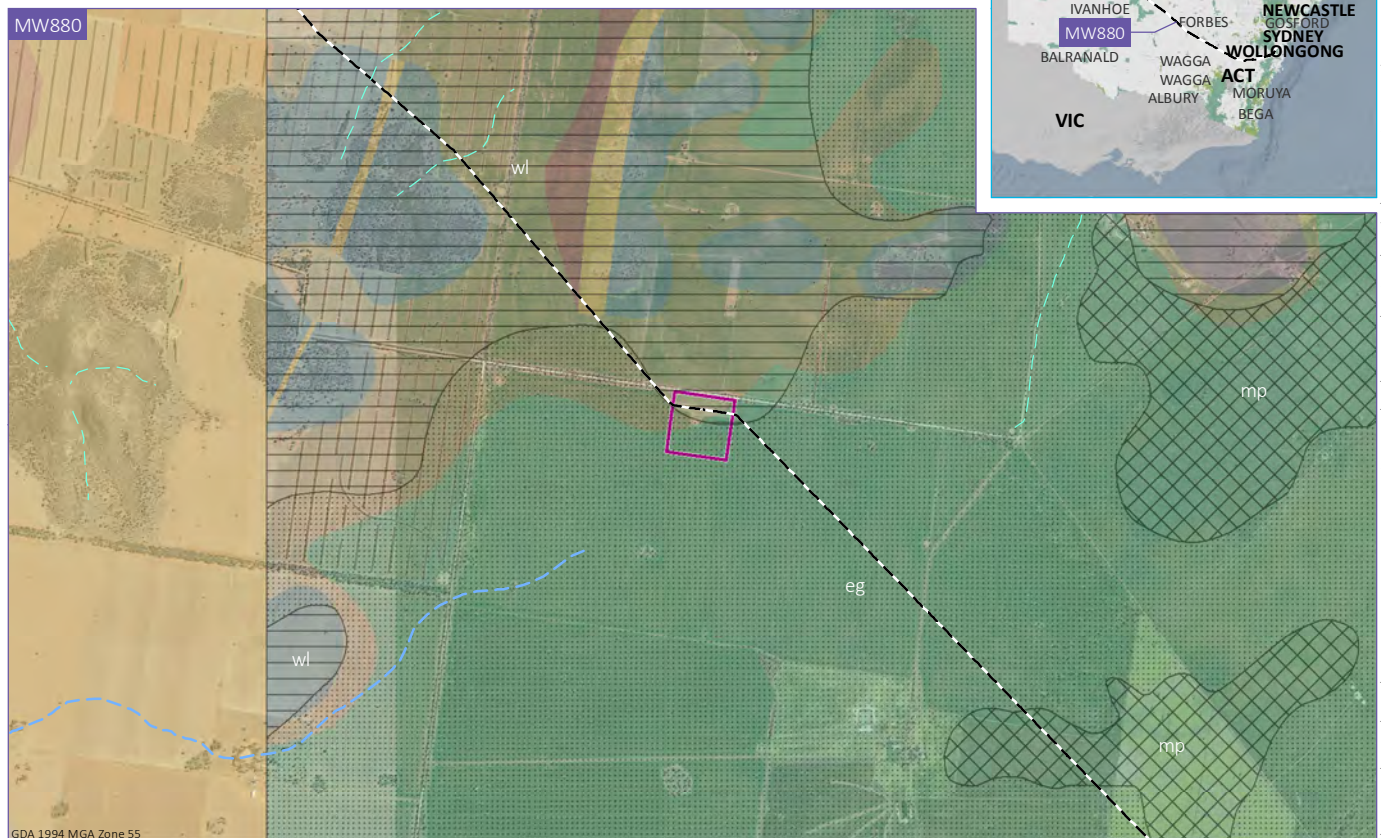 MW880
IVANHOE
NEWCASTLE
FORBES
GOSFORD
MW880
SYDNEY
WOLLONGONG
BALRANALD
WAGGA
WAGGA
ACT
ALBURY
MORUYA
BEGA
VIC
wl
mp
eg
wl
mp
GDA 1994 MGA Zone 55